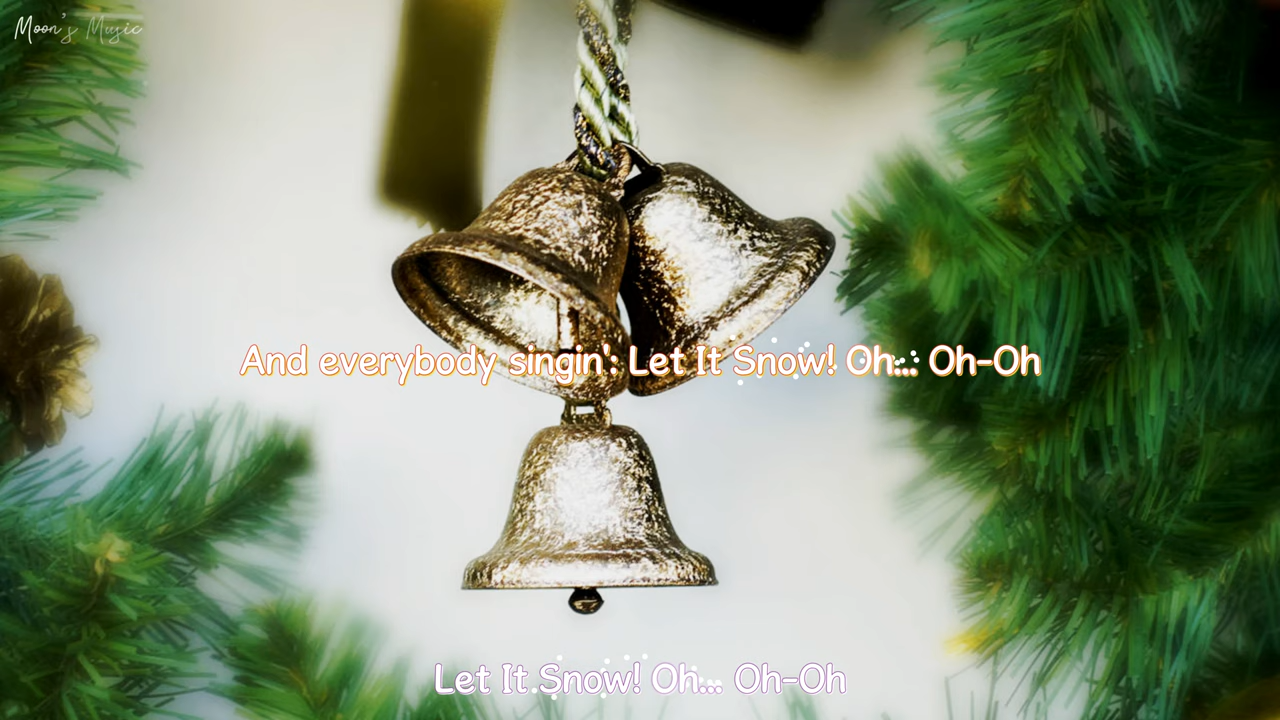 Moon's Music
And everybody singin': Let It Snow! Oh... Oh-Oh
Let It Snow! Oh... Oh-Oh